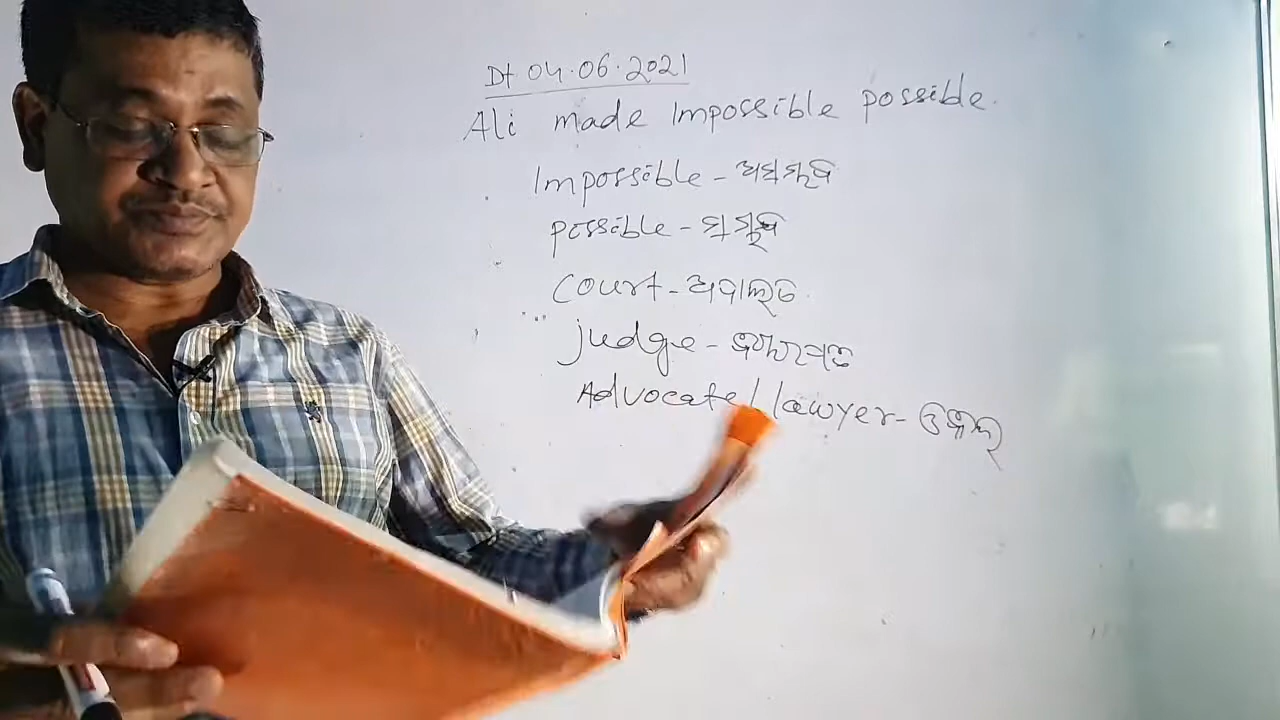 Dt 04.06.2021
Ali made Impossible possible.
Impossible - ଅସମ୍ଭବ
possible - ସମ୍ଭବ
Court - ଅଦାଲତ
Judge -
Advocate / lawyer - ଓକିଲ